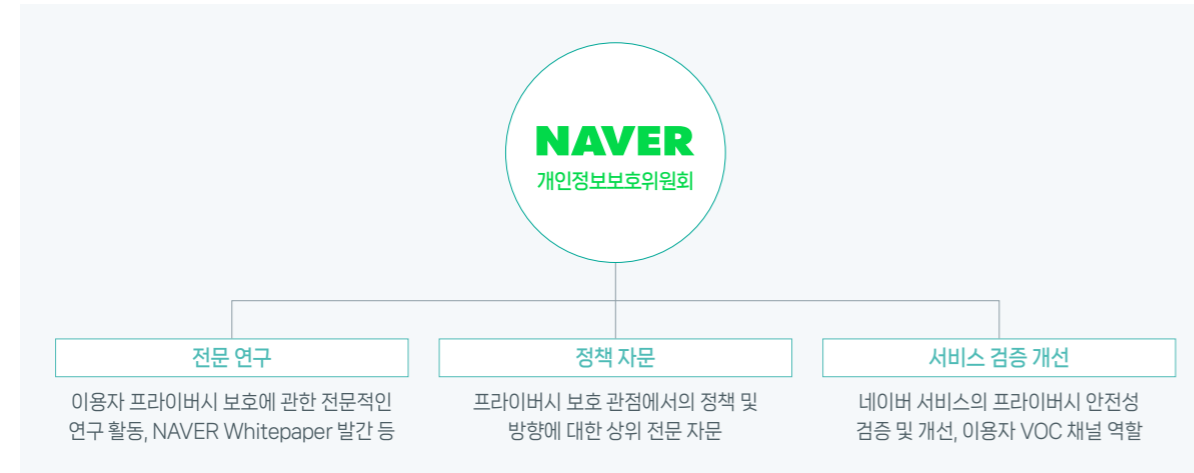 NAVER
개인정보보호위원회
전문 연구
이용자 프라이버시 보호에 관한 전문적인
연구 활동, NAVER Whitepaper 발간 등
정책 자문
프라이버시 보호 관점에서의 정책 및
방향에 대한 상위 전문 자문
서비스 검증 개선
네이버 서비스의 프라이버시 안전성
검증 및 개선, 이용자 VOC 채널 역할